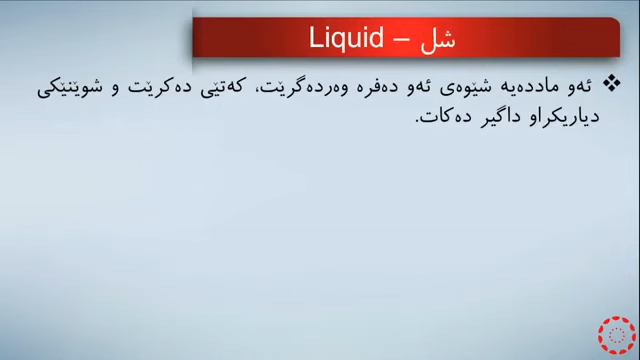 شل – Liquid
❖ ئەو ماددەیە شێوەی ئەو دەفرە وەردەگرێت، کەتێی دەکرێت و شوێنێکی
دیاریکراو داگیر دەکات.